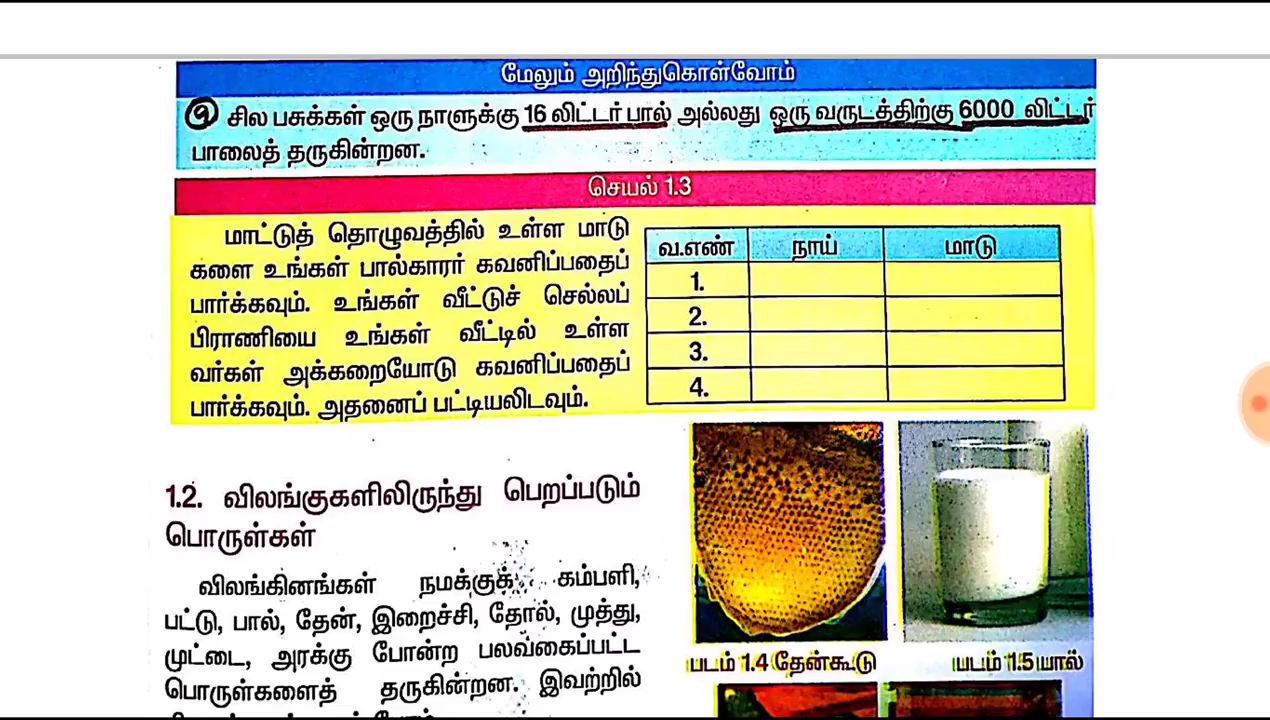 மேலும் அறிந்துகொள்வோம்
9 சில பசுக்கள் ஒரு நாளுக்கு 16 லிட்டர் பால் அல்லது ஒரு வருடத்திற்கு 6000 லிட்டர்
பாலைத் தருகின்றன.
செயல் 1.3
மாட்டுத் தொழுவத்தில் உள்ள மாடு
களை உங்கள் பால்காரர் கவனிப்பதைப்
பார்க்கவும். உங்கள் வீட்டுச் செல்லப்
பிராணியை உங்கள் வீட்டில் உள்ள
வர்கள் அக்கறையோடு கவனிப்பதைப்
பார்க்கவும். அதனைப் பட்டியலிடவும்.
வ.எண் நாய் மாடு
1.
2.
3.
4.
1.2. விலங்குகளிலிருந்து பெறப்படும்
பொருள்கள்
விலங்கினங்கள் நமக்குக் கம்பளி,
பட்டு, பால், தேன், இறைச்சி, தோல், முத்து,
முட்டை, அரக்கு போன்ற பலவகைப்பட்ட
பொருள்களைத் தருகின்றன. இவற்றில்
படம் 1.4 தேன்கூடு
படம் 1.5 பால்